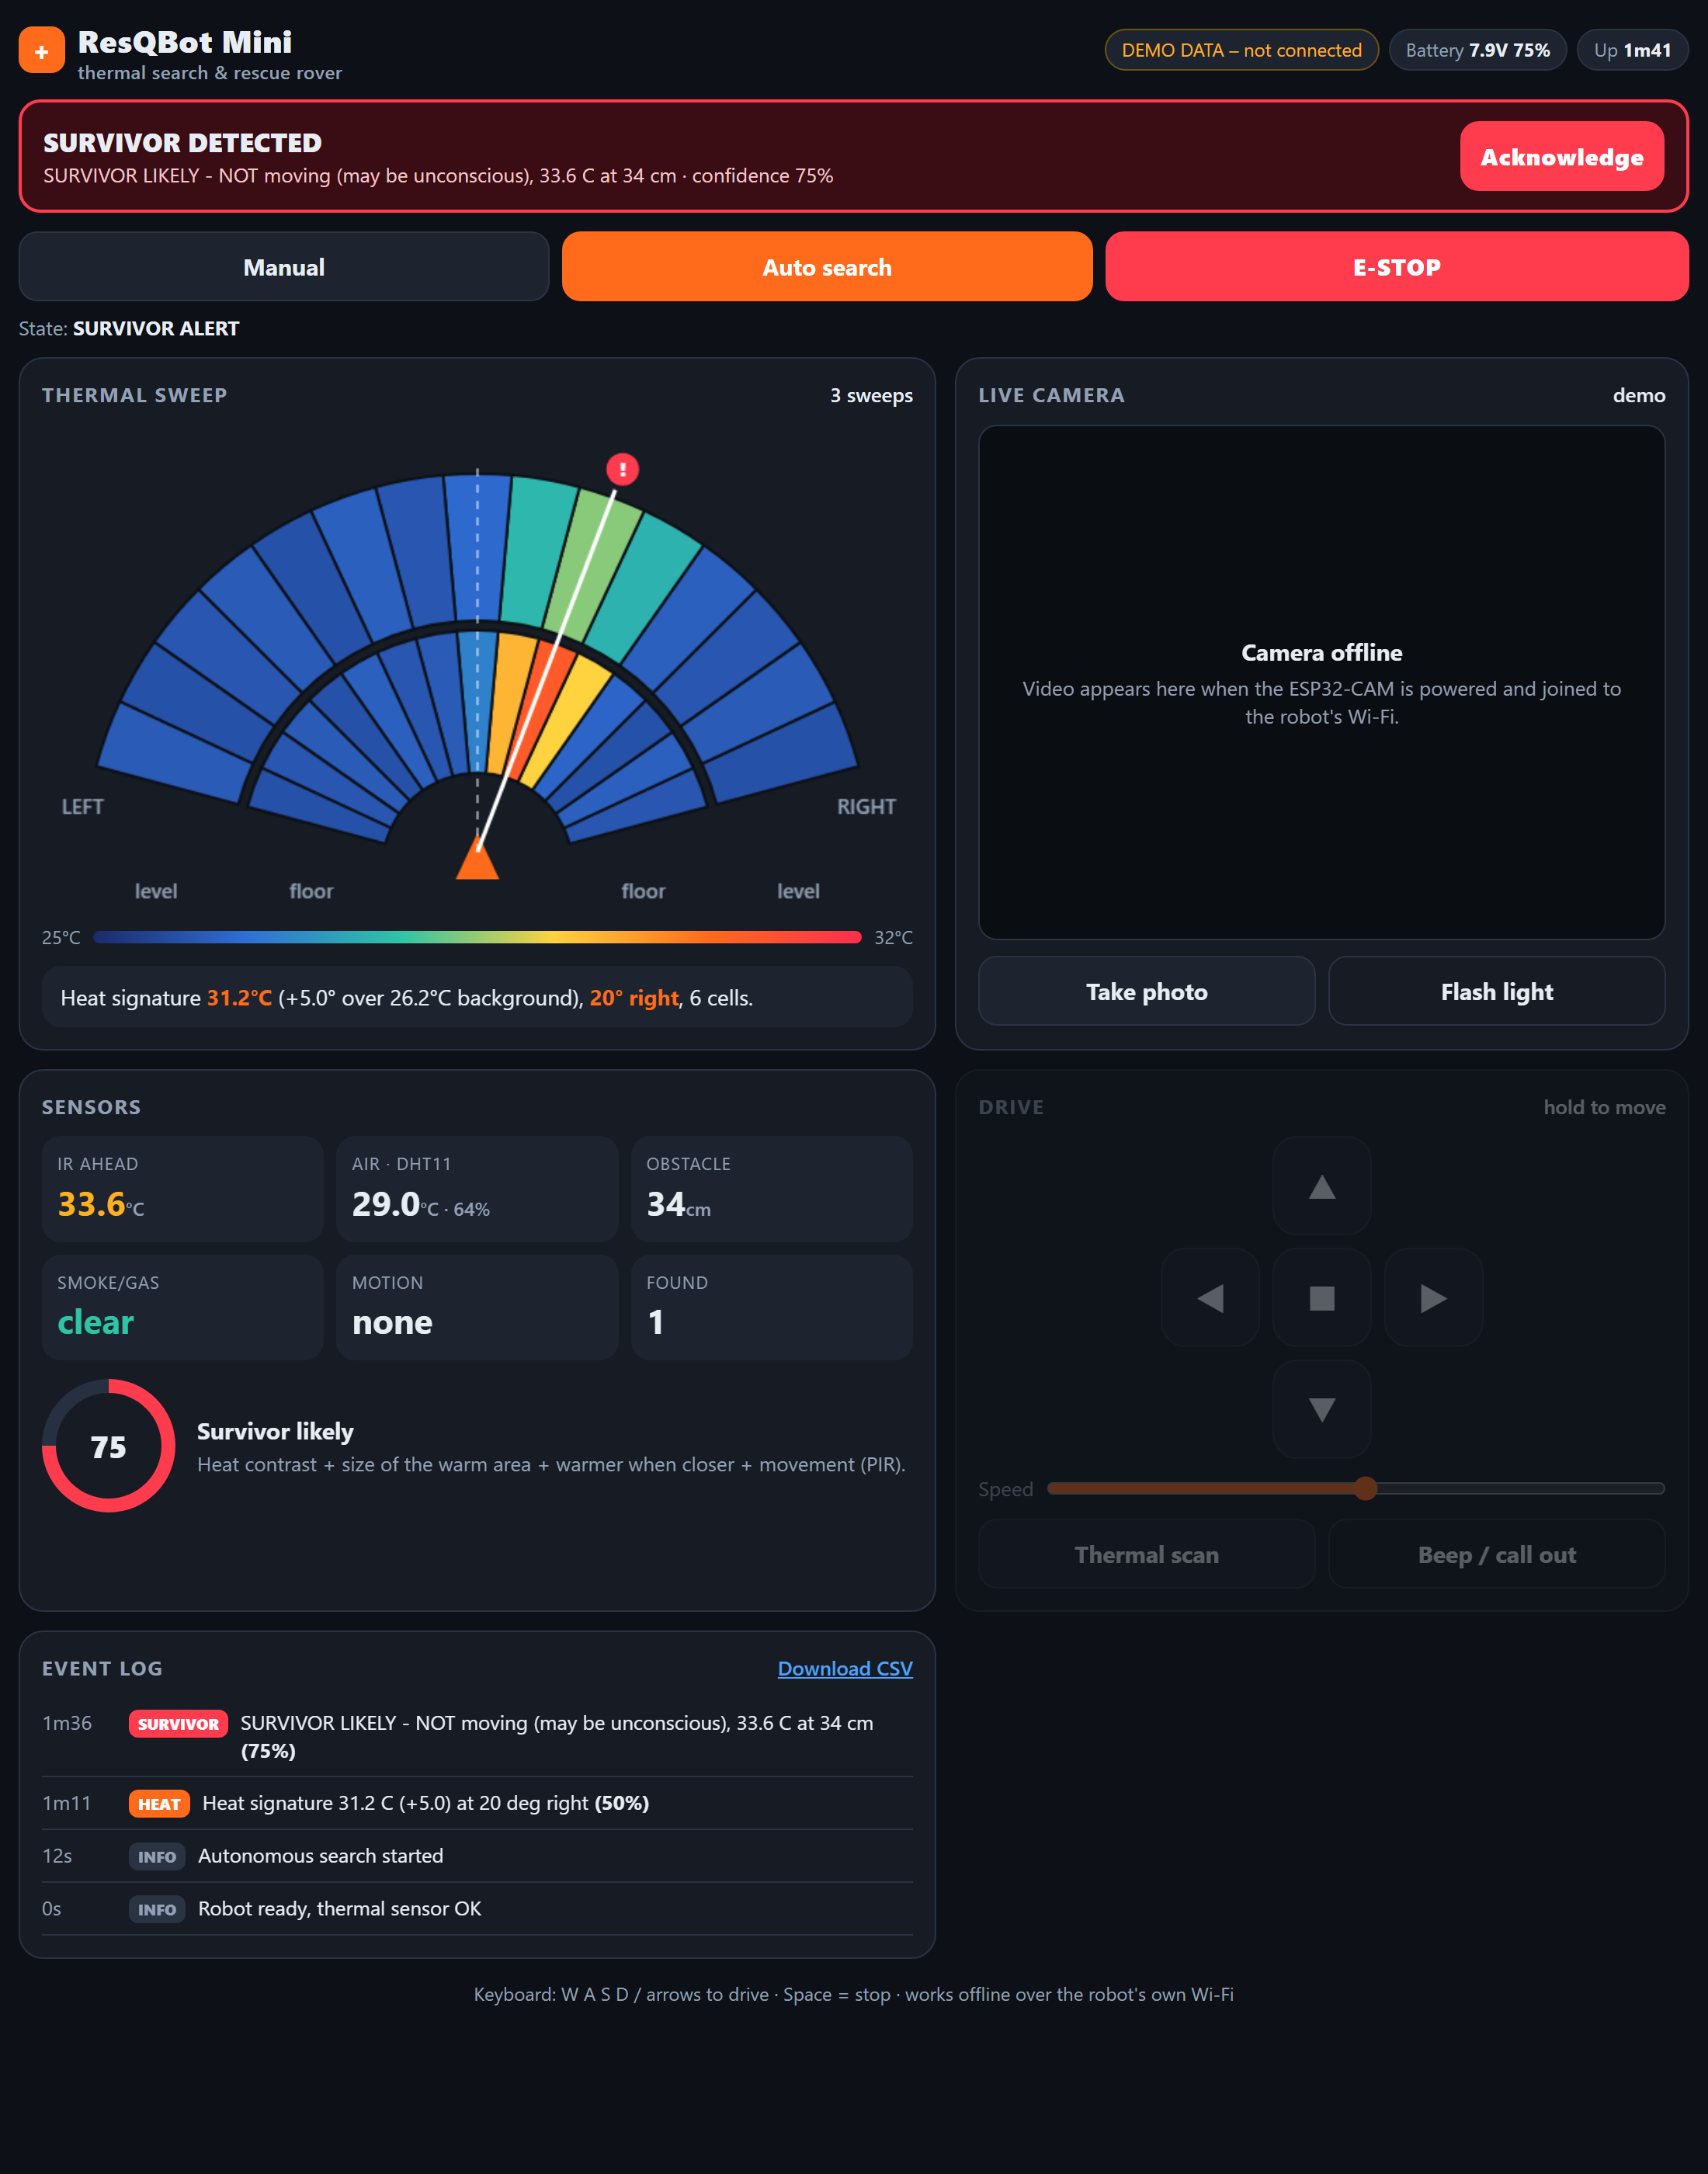 +
ResQBot Mini
thermal search & rescue rover
DEMO DATA – not connected
Battery 7.9V 75%
Up 1m41
SURVIVOR DETECTED
SURVIVOR LIKELY - NOT moving (may be unconscious), 33.6 C at 34 cm · confidence 75%
Acknowledge
Manual
Auto search
E-STOP
State: SURVIVOR ALERT
THERMAL SWEEP
3 sweeps
!
LEFT
RIGHT
level
floor
floor
level
25°C
32°C
Heat signature 31.2°C (+5.0° over 26.2°C background), 20° right, 6 cells.
LIVE CAMERA
demo
Camera offline
Video appears here when the ESP32-CAM is powered and joined to
the robot's Wi-Fi.
Take photo
Flash light
SENSORS
IR AHEAD
33.6°C
AIR · DHT11
29.0°C · 64%
OBSTACLE
34cm
SMOKE/GAS
clear
MOTION
none
FOUND
1
75
Survivor likely
Heat contrast + size of the warm area + warmer when closer + movement (PIR).
DRIVE
hold to move
Speed
Thermal scan
Beep / call out
EVENT LOG
Download CSV
1m36 SURVIVOR SURVIVOR LIKELY - NOT moving (may be unconscious), 33.6 C at 34 cm
(75%)
1m11 HEAT Heat signature 31.2 C (+5.0) at 20 deg right (50%)
12s INFO Autonomous search started
0s INFO Robot ready, thermal sensor OK
Keyboard: W A S D / arrows to drive · Space = stop · works offline over the robot's own Wi-Fi